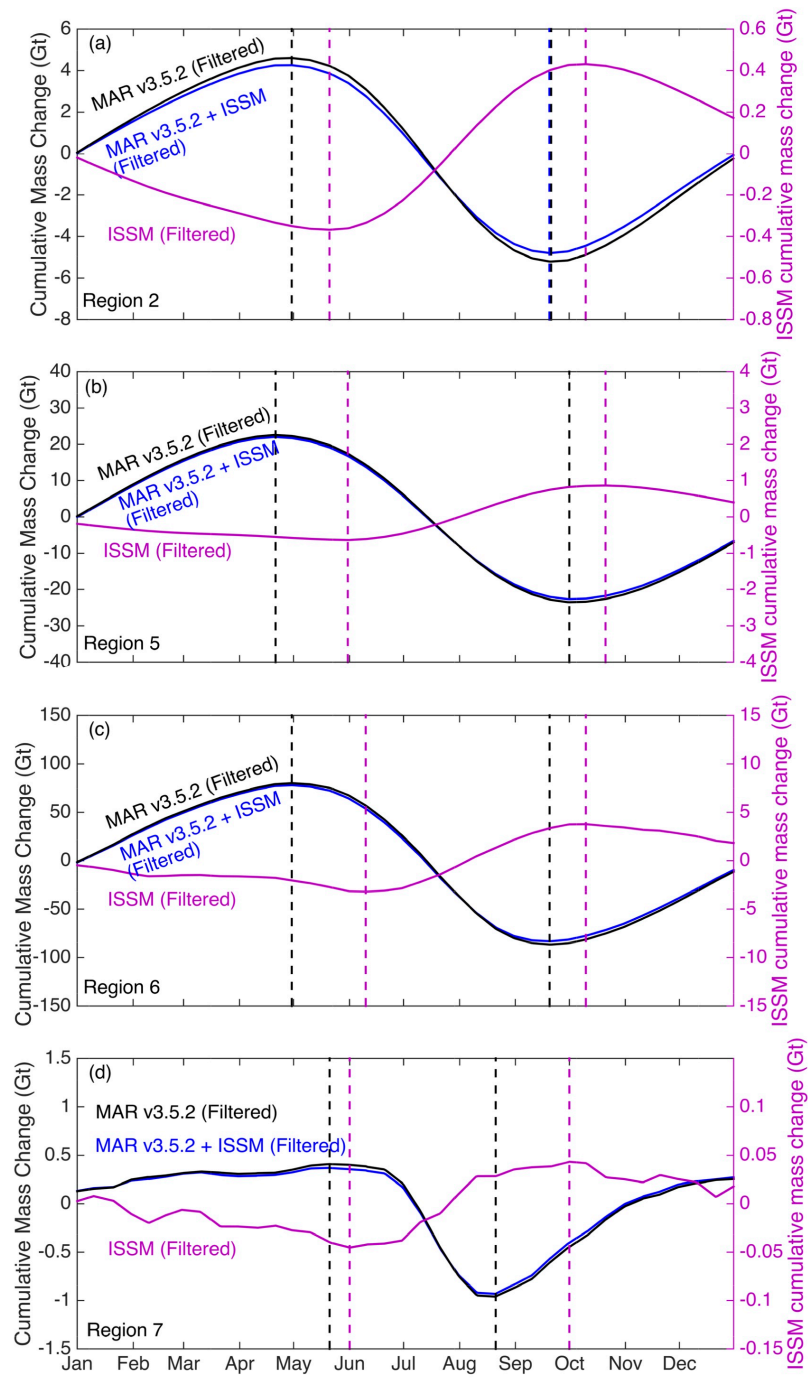 (a)
MAR v3.5.2 (Filtered)
MAR v3.5.2 + ISSM
(Filtered)
ISSM (Filtered)
Region 2
Cumulative Mass Change (Gt)
6
4
2
0
-2
-4
-6
-8
ISSM cumulative mass change (Gt)
0.6
0.4
0.2
0
-0.2
-0.4
-0.6
-0.8
(b)
MAR v3.5.2 (Filtered)
MAR v3.5.2 + ISSM
(Filtered)
ISSM (Filtered)
Region 5
Cumulative Mass Change (Gt)
40
30
20
10
0
-10
-20
-30
-40
ISSM cumulative mass change (Gt)
4
3
2
1
0
-1
-2
-3
-4
(c)
MAR v3.5.2 (Filtered)
MAR v3.5.2 + ISSM
(Filtered)
ISSM (Filtered)
Region 6
Cumulative Mass Change (Gt)
150
100
50
0
-50
-100
-150
ISSM cumulative mass change (Gt)
15
10
5
0
-5
-10
-15
(d)
MAR v3.5.2 (Filtered)
MAR v3.5.2 + ISSM (Filtered)
ISSM (Filtered)
Region 7
Cumulative Mass Change (Gt)
1.5
1
0.5
0
-0.5
-1
-1.5
ISSM cumulative mass change (Gt)
0.15
0.1
0.05
0
-0.05
-0.1
-0.15
Jan Feb Mar Apr May Jun Jul Aug Sep Oct Nov Dec